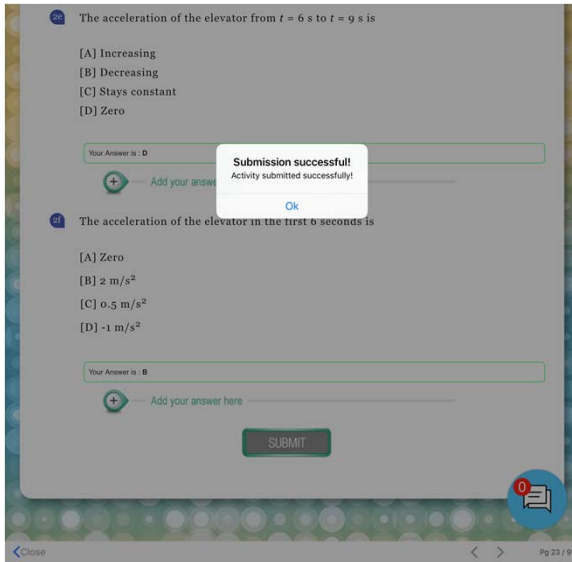 2e The acceleration of the elevator from t = 6 s to t = 9 s is
[A] Increasing
[B] Decreasing
[C] Stays constant
[D] Zero
Your Answer is : D
Add your answe
Submission successful!
Activity submitted successfully!
Ok
2f The acceleration of the elevator in the first 6 seconds is
[A] Zero
[B] 2 m/s²
[C] 0.5 m/s²
[D] -1 m/s²
Your Answer is : B
Add your answer here
SUBMIT
0
Close
Pg 23 / 9